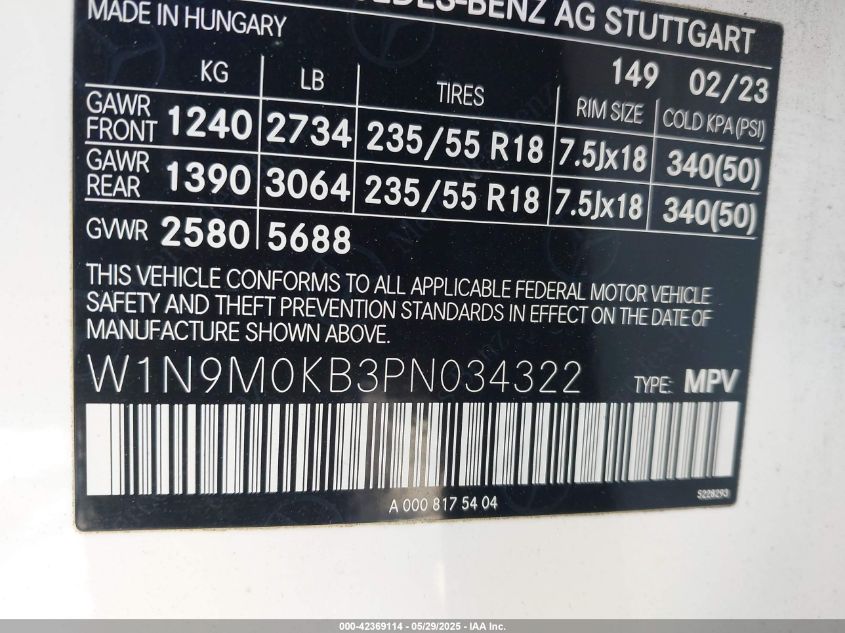 -BENZ AG STUTTGART
MADE IN HUNGARY
149 02/23
KG LB TIRES RIM SIZE COLD KPA (PSI)
GAWR FRONT 1240 2734 235/55 R18 7.5Jx18 340(50)
GAWR REAR 1390 3064 235/55 R18 7.5Jx18 340(50)
GVWR 2580 5688
THIS VEHICLE CONFORMS TO ALL APPLICABLE FEDERAL MOTOR VEHICLE
SAFETY AND THEFT PREVENTION STANDARDS IN EFFECT ON THE DATE OF
MANUFACTURE SHOWN ABOVE.
W1N9M0KB3PN034322 TYPE: MPV
A 000 817 54 04
5228293
000-42369114 - 05/29/2025 - IAA Inc.